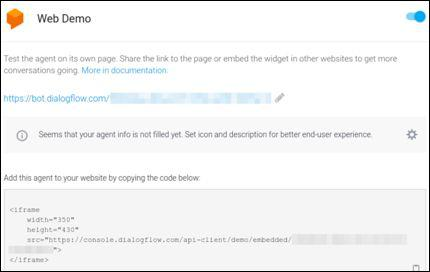 Web Demo
Test the agent on its own page. Share the link to the page or embed the widget in other websites to get more
conversations going. More in documentation.
https://bot.dialogflow.com/
Seems that your agent info is not filled yet. Set icon and description for better end-user experience.
Add this agent to your website by copying the code below:
<iframe
width="350"
height="430"
src="https://console.dialogflow.com/api-client/demo/embedded/
">
</iframe>